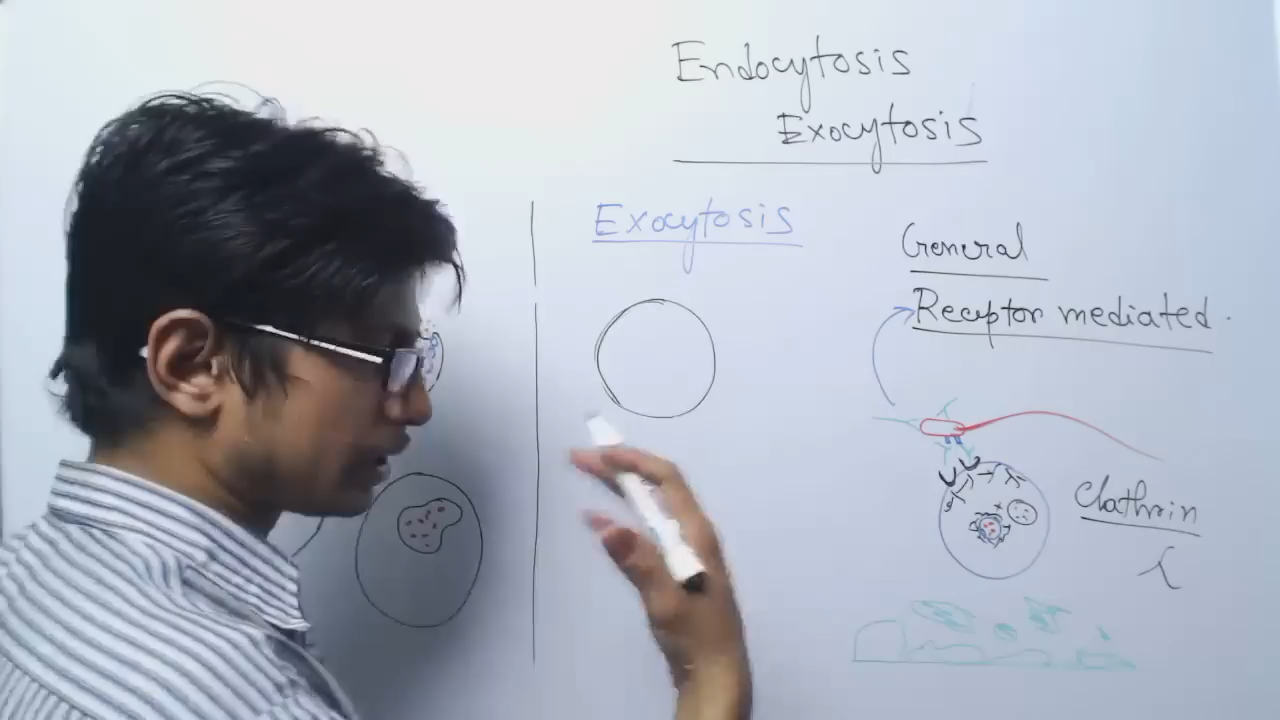 Endocytosis
Exocytosis
Exocytosis
General
Receptor mediated.
Clathrin